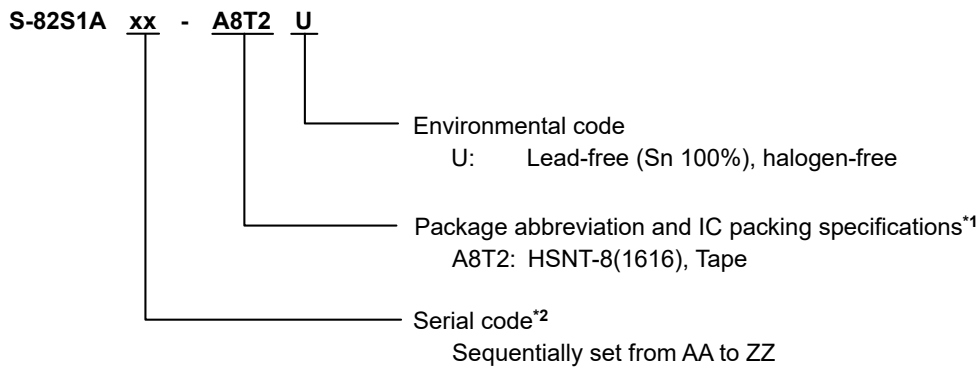 S-82S1A xx - A8T2 U
Environmental code
U: Lead-free (Sn 100%), halogen-free
Package abbreviation and IC packing specifications*1
A8T2: HSNT-8(1616), Tape
Serial code*2
Sequentially set from AA to ZZ